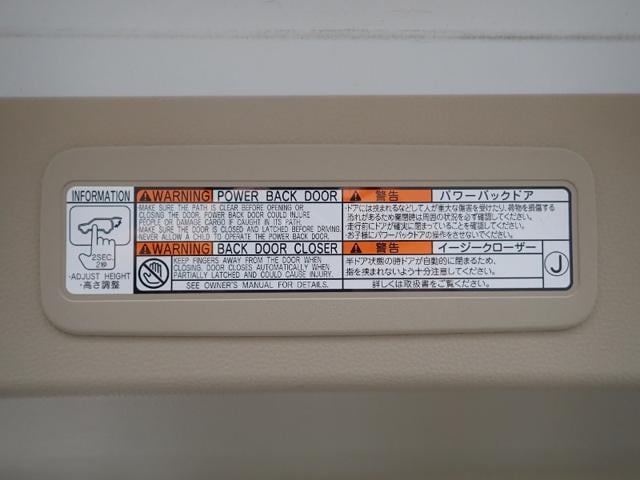 INFORMATION
2SEC.
2秒
·ADJUST HEIGHT
·高さ調整
WARNING POWER BACK DOOR
·MAKE SURE THE PATH IS CLEAR BEFORE OPENING OR
CLOSING THE DOOR. POWER BACK DOOR COULD INJURE
PEOPLE OR DAMAGE CARGO IF CAUGHT IN ITS PATH.
·MAKE SURE THE DOOR IS CLOSED AND LATCHED BEFORE DRIVING.
·NEVER ALLOW A CHILD TO OPERATE THE POWER BACK DOOR.
WARNING BACK DOOR CLOSER
KEEP FINGERS AWAY FROM THE DOOR WHEN
CLOSING. DOOR CLOSES AUTOMATICALLY WHEN
PARTIALLY LATCHED AND COULD CAUSE INJURY.
SEE OWNER'S MANUAL FOR DETAILS.
警告 パワーバックドア
·ドアには挟まれるなどして人が重大な傷害を受けたり、荷物を損傷する
恐れがあるため開閉時は周囲の状況を必ず確認してください。
·走行前にドアが確実に閉まっていることを確認してください。
·お子様にパワーバックドアの操作をさせないでください。
警告 イージークローザー
半ドア状態の時ドアが自動的に閉まるため、
指を挟まれないよう十分注意してください。
詳しくは取扱書をご覧ください。
J